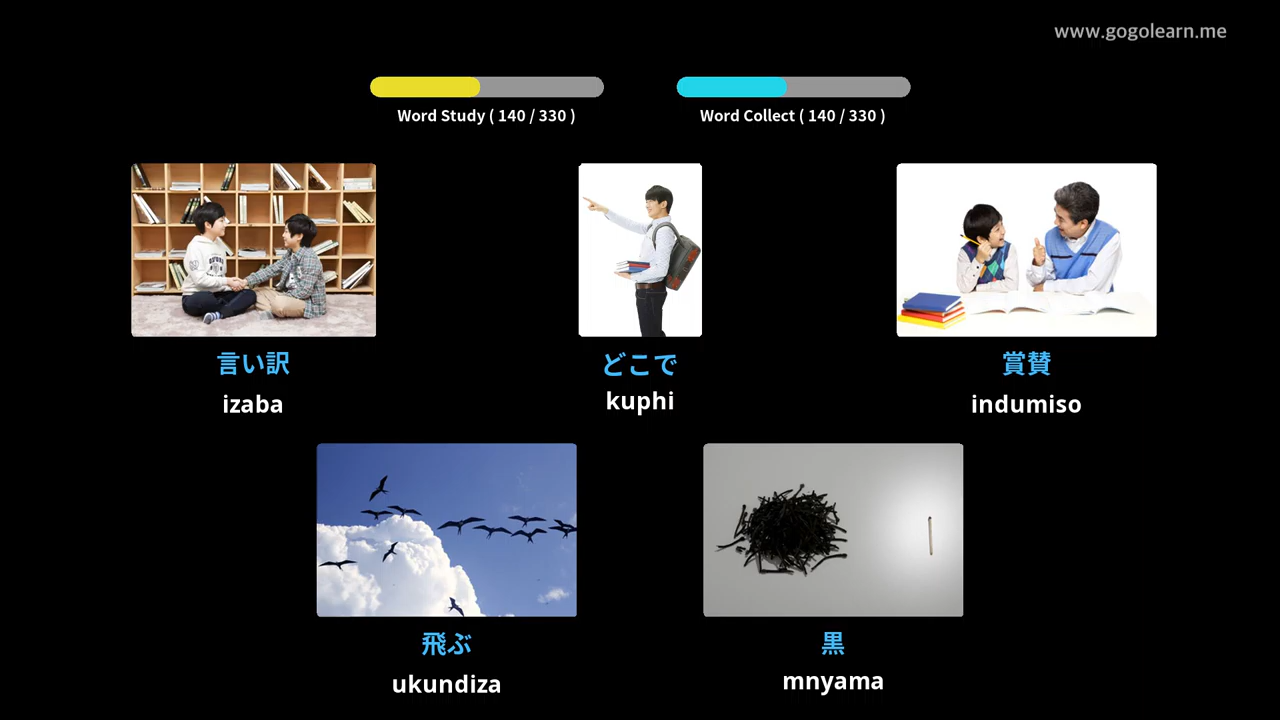 www.gogolearn.me
Word Study ( 140 / 330 )
Word Collect ( 140 / 330 )
言い訳
izaba
どこで
kuphi
賞賛
indumiso
飛ぶ
ukundiza
黒
mnyama